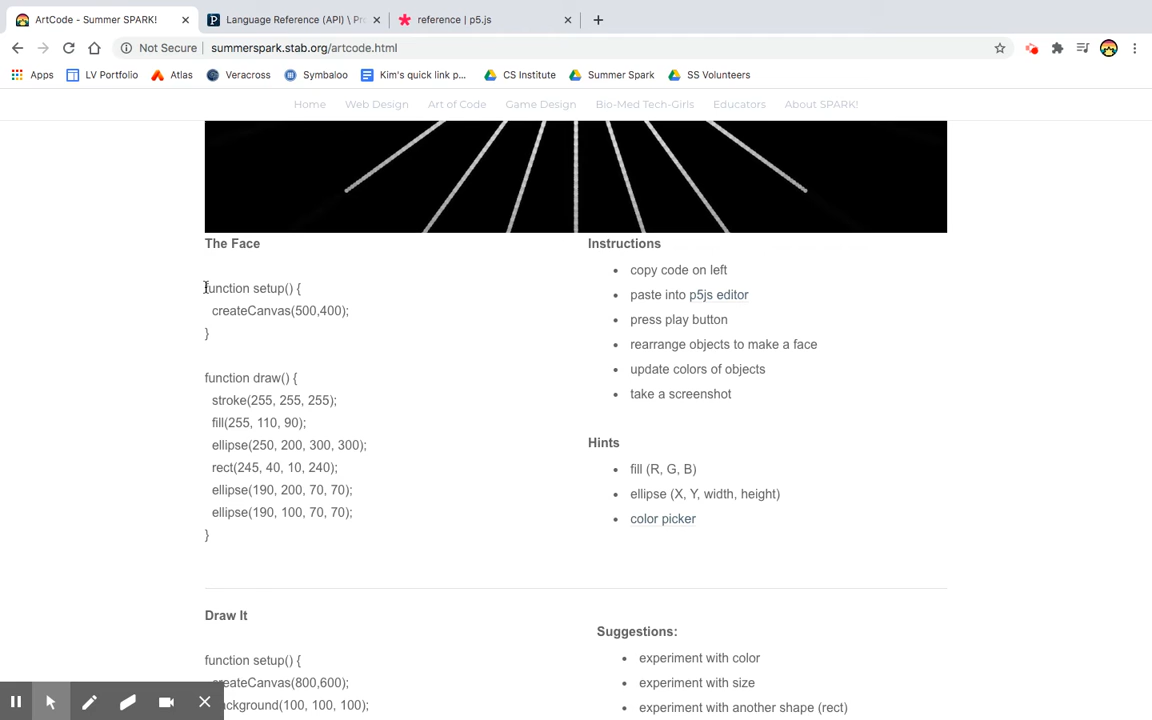 ArtCode - Summer SPARK!
Language Reference (API) \ Pr
reference | p5.js
Not Secure | summerspark.stab.org/artcode.html
Apps LV Portfolio Atlas Veracross Symbaloo Kim's quick link p... CS Institute Summer Spark SS Volunteers
Home Web Design Art of Code Game Design Bio-Med Tech-Girls Educators About SPARK!
The Face
function setup() {
createCanvas(500,400);
}
function draw() {
stroke(255, 255, 255);
fill(255, 110, 90);
ellipse(250, 200, 300, 300);
rect(245, 40, 10, 240);
ellipse(190, 200, 70, 70);
ellipse(190, 100, 70, 70);
}
Instructions
• copy code on left
• paste into p5js editor
• press play button
• rearrange objects to make a face
• update colors of objects
• take a screenshot
Hints
• fill (R, G, B)
• ellipse (X, Y, width, height)
• color picker
Draw It
function setup() {
createCanvas(800,600);
ackground(100, 100, 100);
Suggestions:
• experiment with color
• experiment with size
• experiment with another shape (rect)